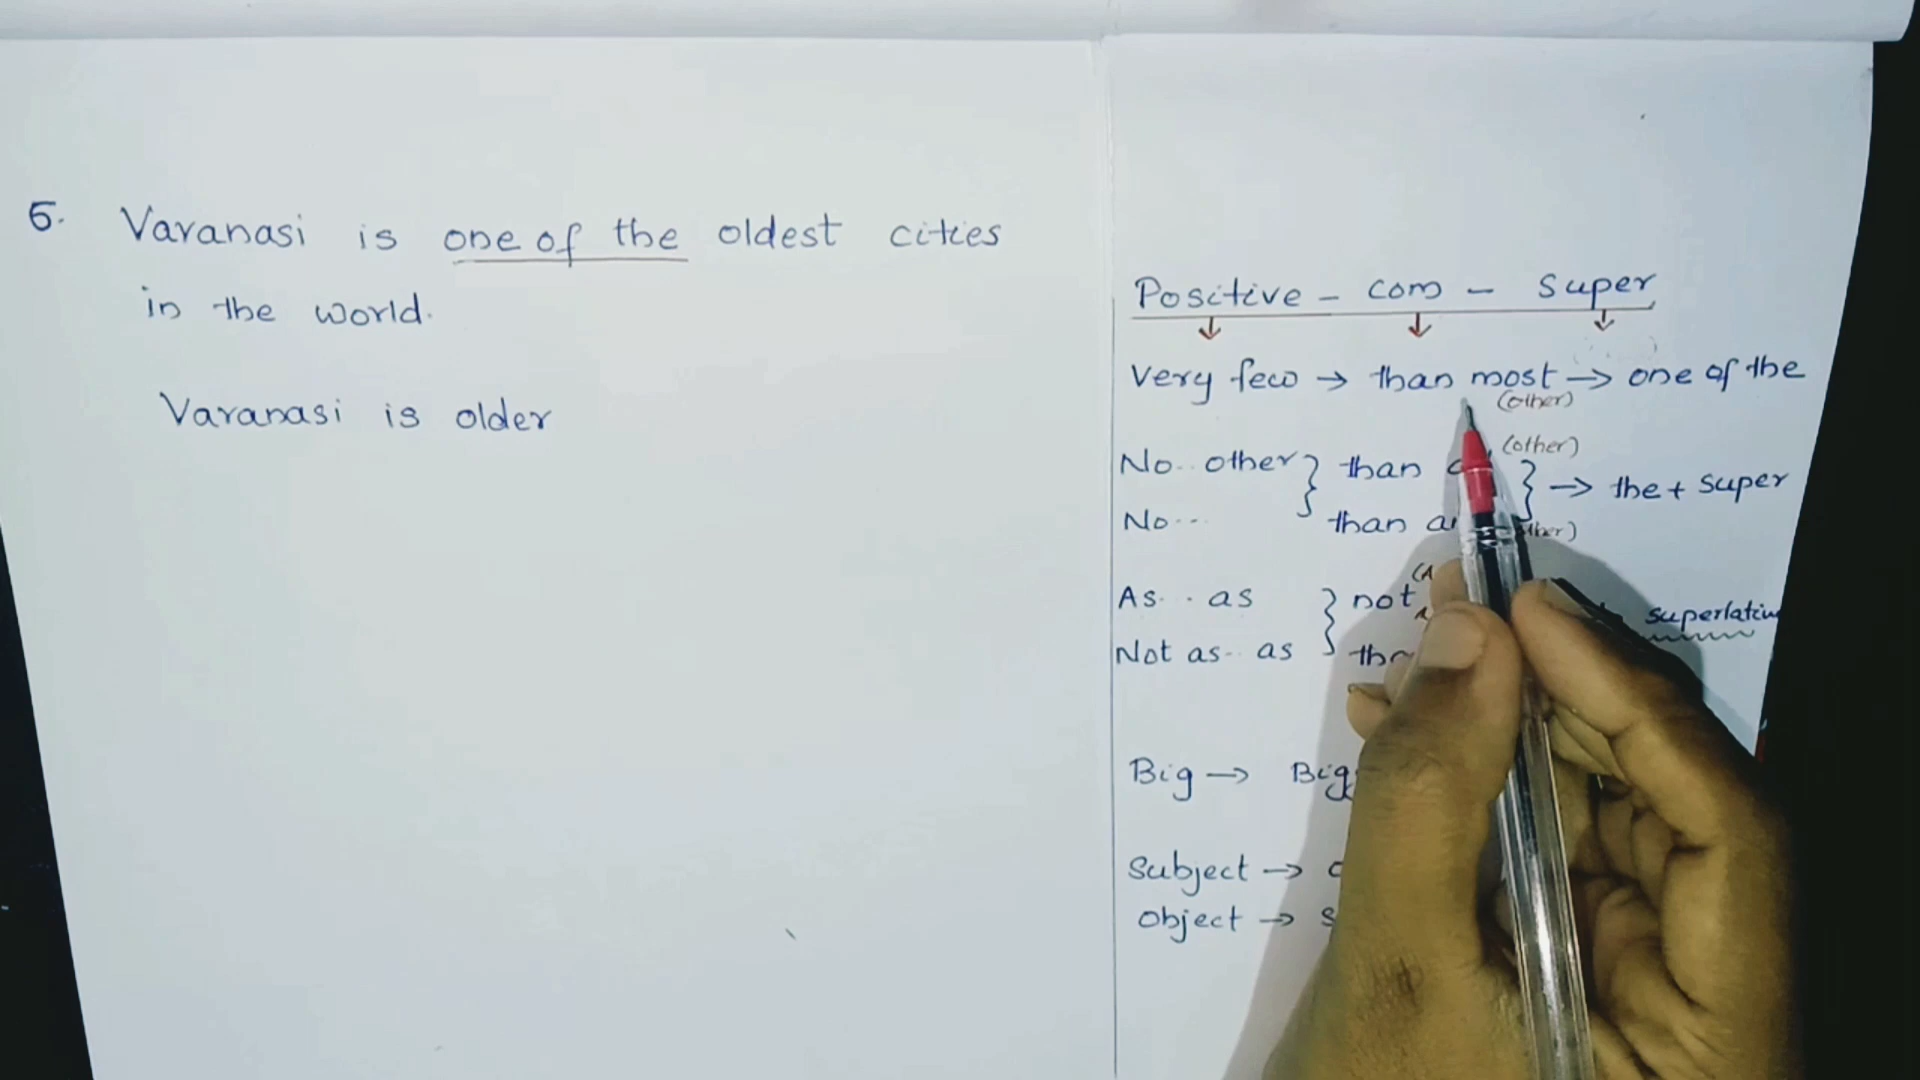 5. Varanasi is one of the oldest cities
in the world.
Varanasi is older
Positive - com - super
Very few → than most → one of the
(other)
(other)
No.. other } than } → the + super
No... than
As.. as } not superlative
Not as.. as
Big →
Subject →
Object →